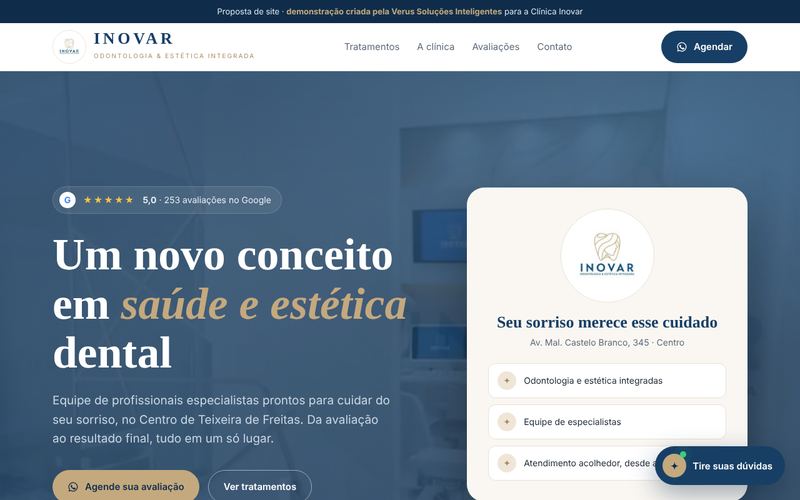 Proposta de site · demonstração criada pela Verus Soluções Inteligentes para a Clínica Inovar
INOVAR
INOVAR
ODONTOLOGIA & ESTÉTICA INTEGRADA
Tratamentos
A clínica
Avaliações
Contato
Agendar
G ★★★★★ 5,0 · 253 avaliações no Google
Um novo conceito
em saúde e estética
dental
Equipe de profissionais especialistas prontos para cuidar do
seu sorriso, no Centro de Teixeira de Freitas. Da avaliação
ao resultado final, tudo em um só lugar.
Agende sua avaliação
Ver tratamentos
INOVAR
ODONTOLOGIA & ESTÉTICA INTEGRADA
Seu sorriso merece esse cuidado
Av. Mal. Castelo Branco, 345 · Centro
Odontologia e estética integradas
Equipe de especialistas
Atendimento acolhedor, desde a
Tire suas dúvidas